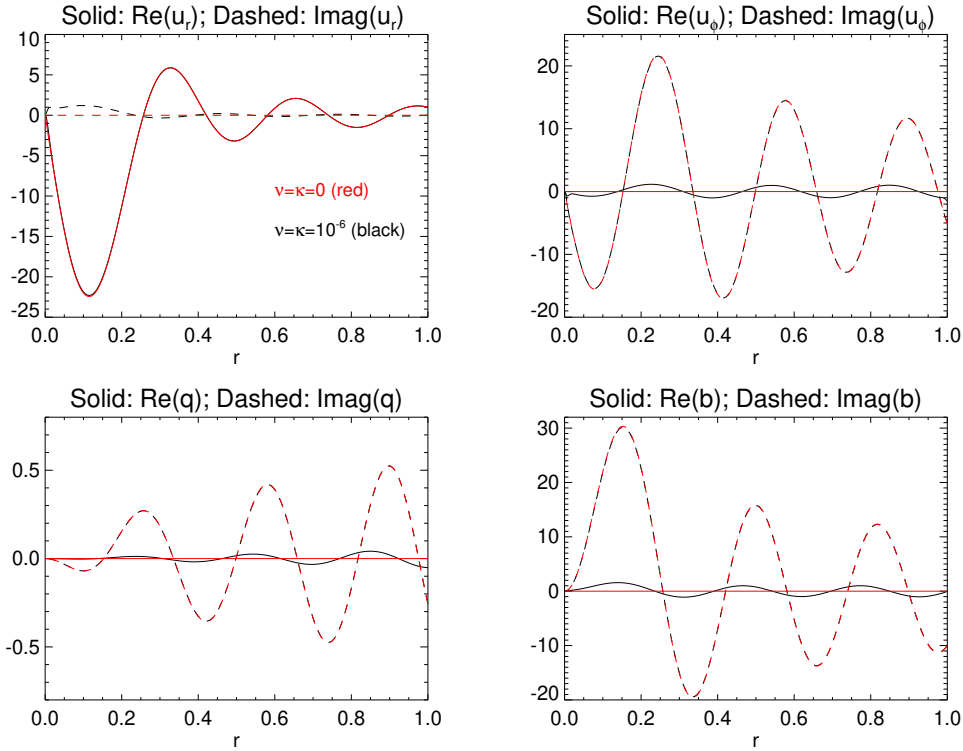 Solid: Re(u_r); Dashed: Imag(u_r)
10
5
0
-5
-10
-15
-20
-25
ν=κ=0 (red)
ν=κ=10^-6 (black)
0.0 0.2 0.4 0.6 0.8 1.0
r
Solid: Re(u_ϕ); Dashed: Imag(u_ϕ)
20
10
0
-10
-20
0.0 0.2 0.4 0.6 0.8 1.0
r
Solid: Re(q); Dashed: Imag(q)
0.5
0.0
-0.5
0.0 0.2 0.4 0.6 0.8 1.0
r
Solid: Re(b); Dashed: Imag(b)
30
20
10
0
-10
-20
0.0 0.2 0.4 0.6 0.8 1.0
r